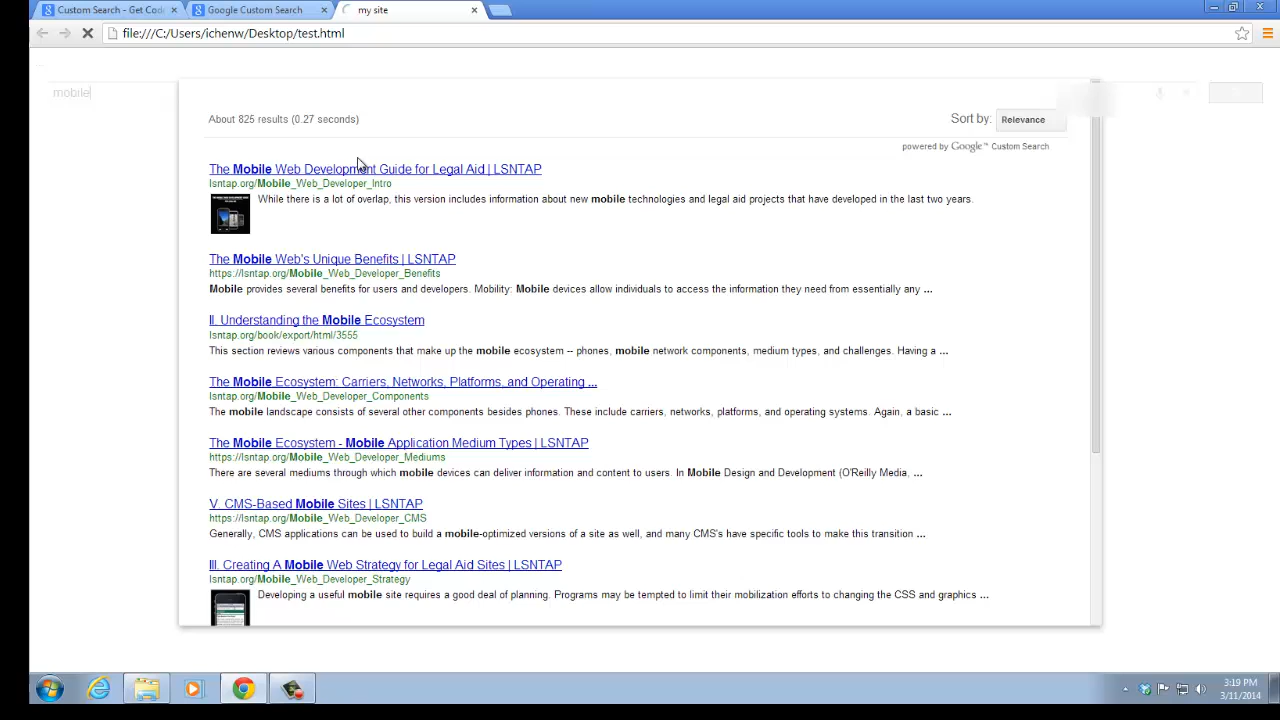 Custom Search - Get Code
Google Custom Search
my site
file:///C:/Users/ichenw/Desktop/test.html
mobile
About 825 results (0.27 seconds)
Sort by:
Relevance
powered by Google™ Custom Search
The Mobile Web Development Guide for Legal Aid | LSNTAP
lsntap.org/Mobile_Web_Developer_Intro
While there is a lot of overlap, this version includes information about new mobile technologies and legal aid projects that have developed in the last two years.
The Mobile Web's Unique Benefits | LSNTAP
https://lsntap.org/Mobile_Web_Developer_Benefits
Mobile provides several benefits for users and developers. Mobility: Mobile devices allow individuals to access the information they need from essentially any ...
II. Understanding the Mobile Ecosystem
lsntap.org/book/export/html/3555
This section reviews various components that make up the mobile ecosystem -- phones, mobile network components, medium types, and challenges. Having a ...
The Mobile Ecosystem: Carriers, Networks, Platforms, and Operating ...
lsntap.org/Mobile_Web_Developer_Components
The mobile landscape consists of several other components besides phones. These include carriers, networks, platforms, and operating systems. Again, a basic ...
The Mobile Ecosystem - Mobile Application Medium Types | LSNTAP
https://lsntap.org/Mobile_Web_Developer_Mediums
There are several mediums through which mobile devices can deliver information and content to users. In Mobile Design and Development (O'Reilly Media, ...
V. CMS-Based Mobile Sites | LSNTAP
https://lsntap.org/Mobile_Web_Developer_CMS
Generally, CMS applications can be used to build a mobile-optimized versions of a site as well, and many CMS's have specific tools to make this transition ...
III. Creating A Mobile Web Strategy for Legal Aid Sites | LSNTAP
lsntap.org/Mobile_Web_Developer_Strategy
Developing a useful mobile site requires a good deal of planning. Programs may be tempted to limit their mobilization efforts to changing the CSS and graphics ...
3:19 PM
3/11/2014